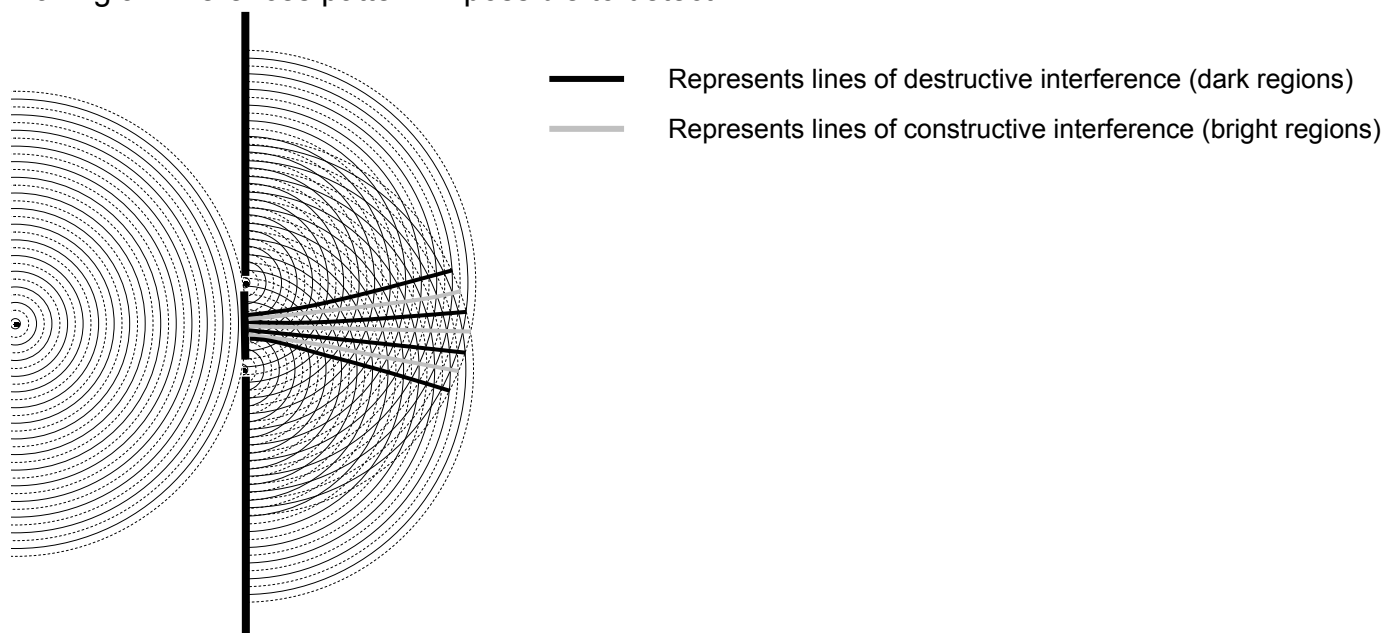 Represents lines of destructive interference (dark regions)
Represents lines of constructive interference (bright regions)